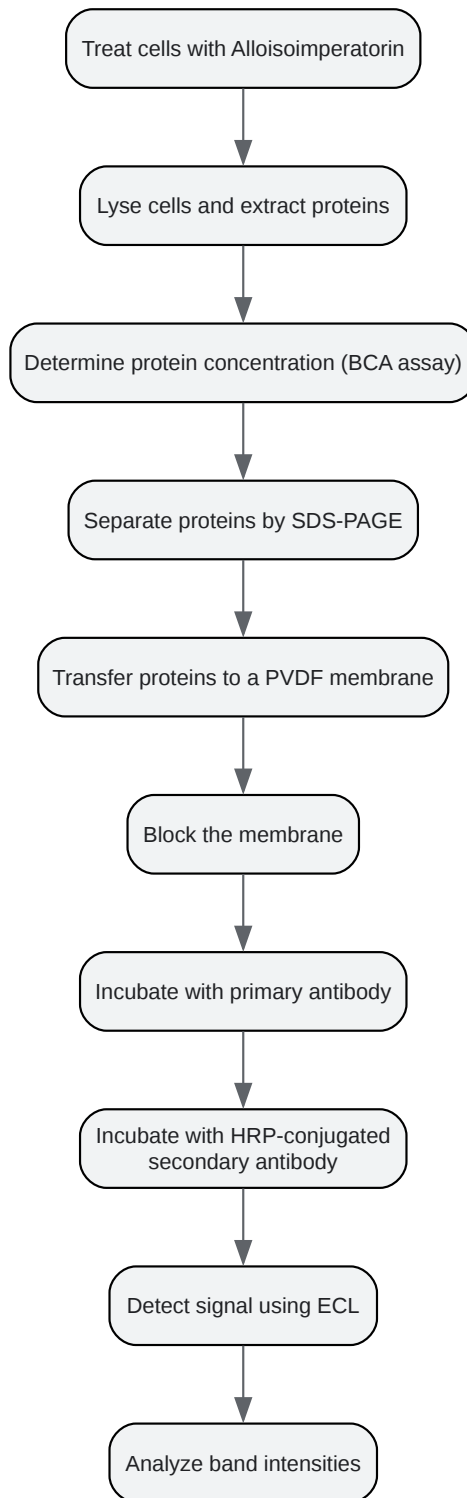 Treat cells with Alloisoimperatorin
Lyse cells and extract proteins
Determine protein concentration (BCA assay)
Separate proteins by SDS-PAGE
Transfer proteins to a PVDF membrane
Block the membrane
Incubate with primary antibody
Incubate with HRP-conjugated
secondary antibody
Detect signal using ECL
Analyze band intensities